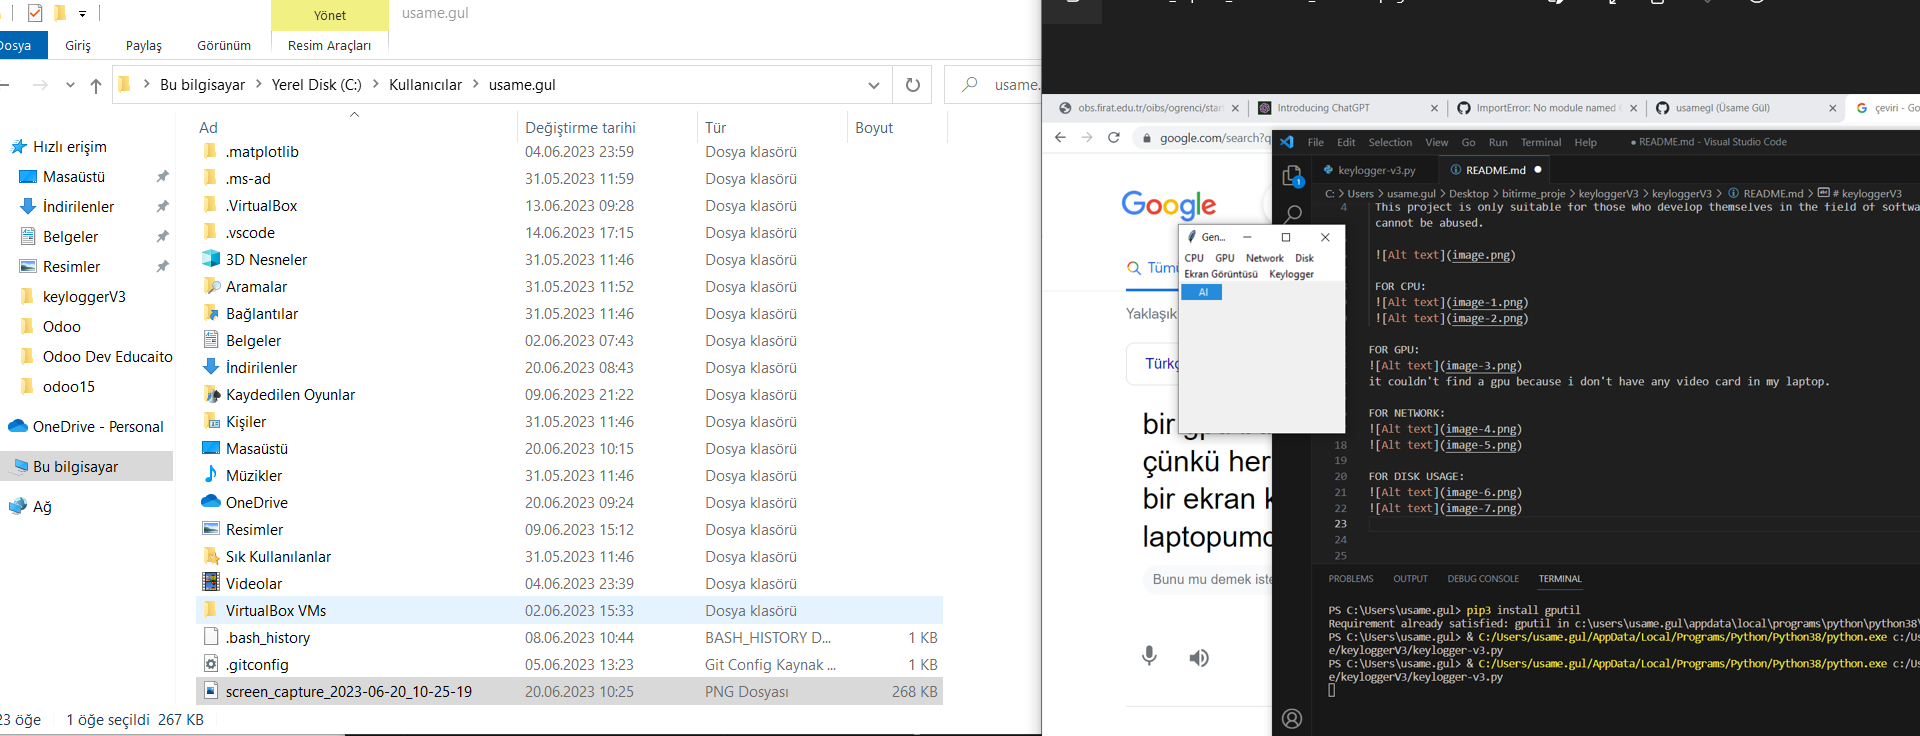 Yönet
usame.gul
Dosya
Giriş
Paylaş
Görünüm
Resim Araçları
Bu bilgisayar
Yerel Disk (C:)
Kullanıcılar
usame.gul
usame.
Hızlı erişim
Masaüstü
İndirilenler
Belgeler
Resimler
keyloggerV3
Odoo
Odoo Dev Educaito
odoo15
OneDrive - Personal
Bu bilgisayar
Ağ
Ad Değiştirme tarihi Tür Boyut
.matplotlib 04.06.2023 23:59 Dosya klasörü
.ms-ad 31.05.2023 11:59 Dosya klasörü
.VirtualBox 13.06.2023 09:28 Dosya klasörü
.vscode 14.06.2023 17:15 Dosya klasörü
3D Nesneler 31.05.2023 11:46 Dosya klasörü
Aramalar 31.05.2023 11:52 Dosya klasörü
Bağlantılar 31.05.2023 11:46 Dosya klasörü
Belgeler 02.06.2023 07:43 Dosya klasörü
İndirilenler 20.06.2023 08:43 Dosya klasörü
Kaydedilen Oyunlar 09.06.2023 21:22 Dosya klasörü
Kişiler 31.05.2023 11:46 Dosya klasörü
Masaüstü 20.06.2023 10:15 Dosya klasörü
Müzikler 31.05.2023 11:46 Dosya klasörü
OneDrive 20.06.2023 09:24 Dosya klasörü
Resimler 09.06.2023 15:12 Dosya klasörü
Sık Kullanılanlar 31.05.2023 11:46 Dosya klasörü
Videolar 04.06.2023 23:39 Dosya klasörü
VirtualBox VMs 02.06.2023 15:33 Dosya klasörü
.bash_history 08.06.2023 10:44 BASH_HISTORY D... 1 KB
.gitconfig 05.06.2023 13:23 Git Config Kaynak ... 1 KB
screen_capture_2023-06-20_10-25-19 20.06.2023 10:25 PNG Dosyası 268 KB
23 öğe 1 öğe seçildi 267 KB
obs.firat.edu.tr/oibs/ogrenci/star
Introducing ChatGPT
ImportError: No module named
usamegl (Üsame Gül)
çeviri - Go
google.com/search?q
Google
Tümü
Yaklaşık
Türkç
çünkü her
bir ekran k
laptopumd
Bunu mu demek iste
Gen...
CPU GPU Network Disk
Ekran Görüntüsü Keylogger
Al
File Edit Selection View Go Run Terminal Help
● README.md - Visual Studio Code
keylogger-v3.py
README.md
C: > Users > usame.gul > Desktop > bitirme_proje > keyloggerV3 > keyloggerV3 > README.md > # keyloggerV3
4 This project is only suitable for those who develop themselves in the field of softwa
cannot be abused.
![Alt text](image.png)
FOR CPU:
![Alt text](image-1.png)
![Alt text](image-2.png)
FOR GPU:
![Alt text](image-3.png)
it couldn't find a gpu because i don't have any video card in my laptop.
FOR NETWORK:
![Alt text](image-4.png)
18 ![Alt text](image-5.png)
19
20 FOR DISK USAGE:
21 ![Alt text](image-6.png)
22 ![Alt text](image-7.png)
23
24
25
PROBLEMS OUTPUT DEBUG CONSOLE TERMINAL
PS C:\Users\usame.gul> pip3 install gputil
Requirement already satisfied: gputil in c:\users\usame.gul\appdata\local\programs\python\python38\
PS C:\Users\usame.gul> & C:/Users/usame.gul/AppData/Local/Programs/Python/Python38/python.exe c:/Us
e/keyloggerV3/keylogger-v3.py
PS C:\Users\usame.gul> & C:/Users/usame.gul/AppData/Local/Programs/Python/Python38/python.exe c:/Us
e/keyloggerV3/keylogger-v3.py